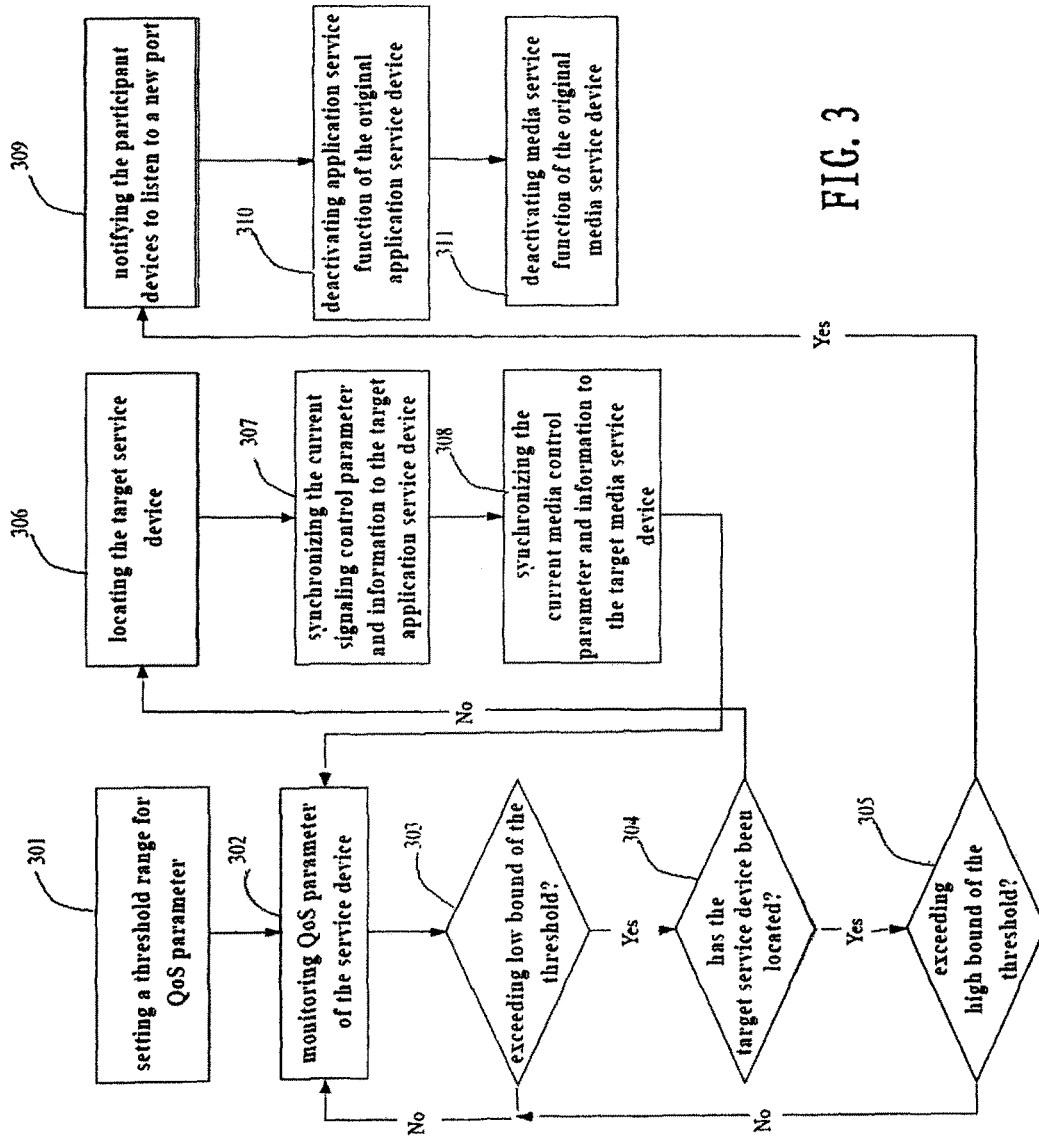 301
setting a threshold range for
QoS parameter
302
monitoring QoS parameter
of the service device
303
exceeding low bound of the
threshold?
No
Yes
304
has the
target service device been
located?
No
Yes
305
exceeding
high bound of the
threshold?
No
Yes
306
locating the target service
device
307
synchronizing the current
signaling control parameter
and information to the target
application service device
308
synchronizing the
current media control
parameter and information to
the target media service
device
309
notifying the participant
devices to listen to a new port
310
deactivating application service
function of the original
application service device
311
deactivating media service
function of the original
media service device
FIG. 3